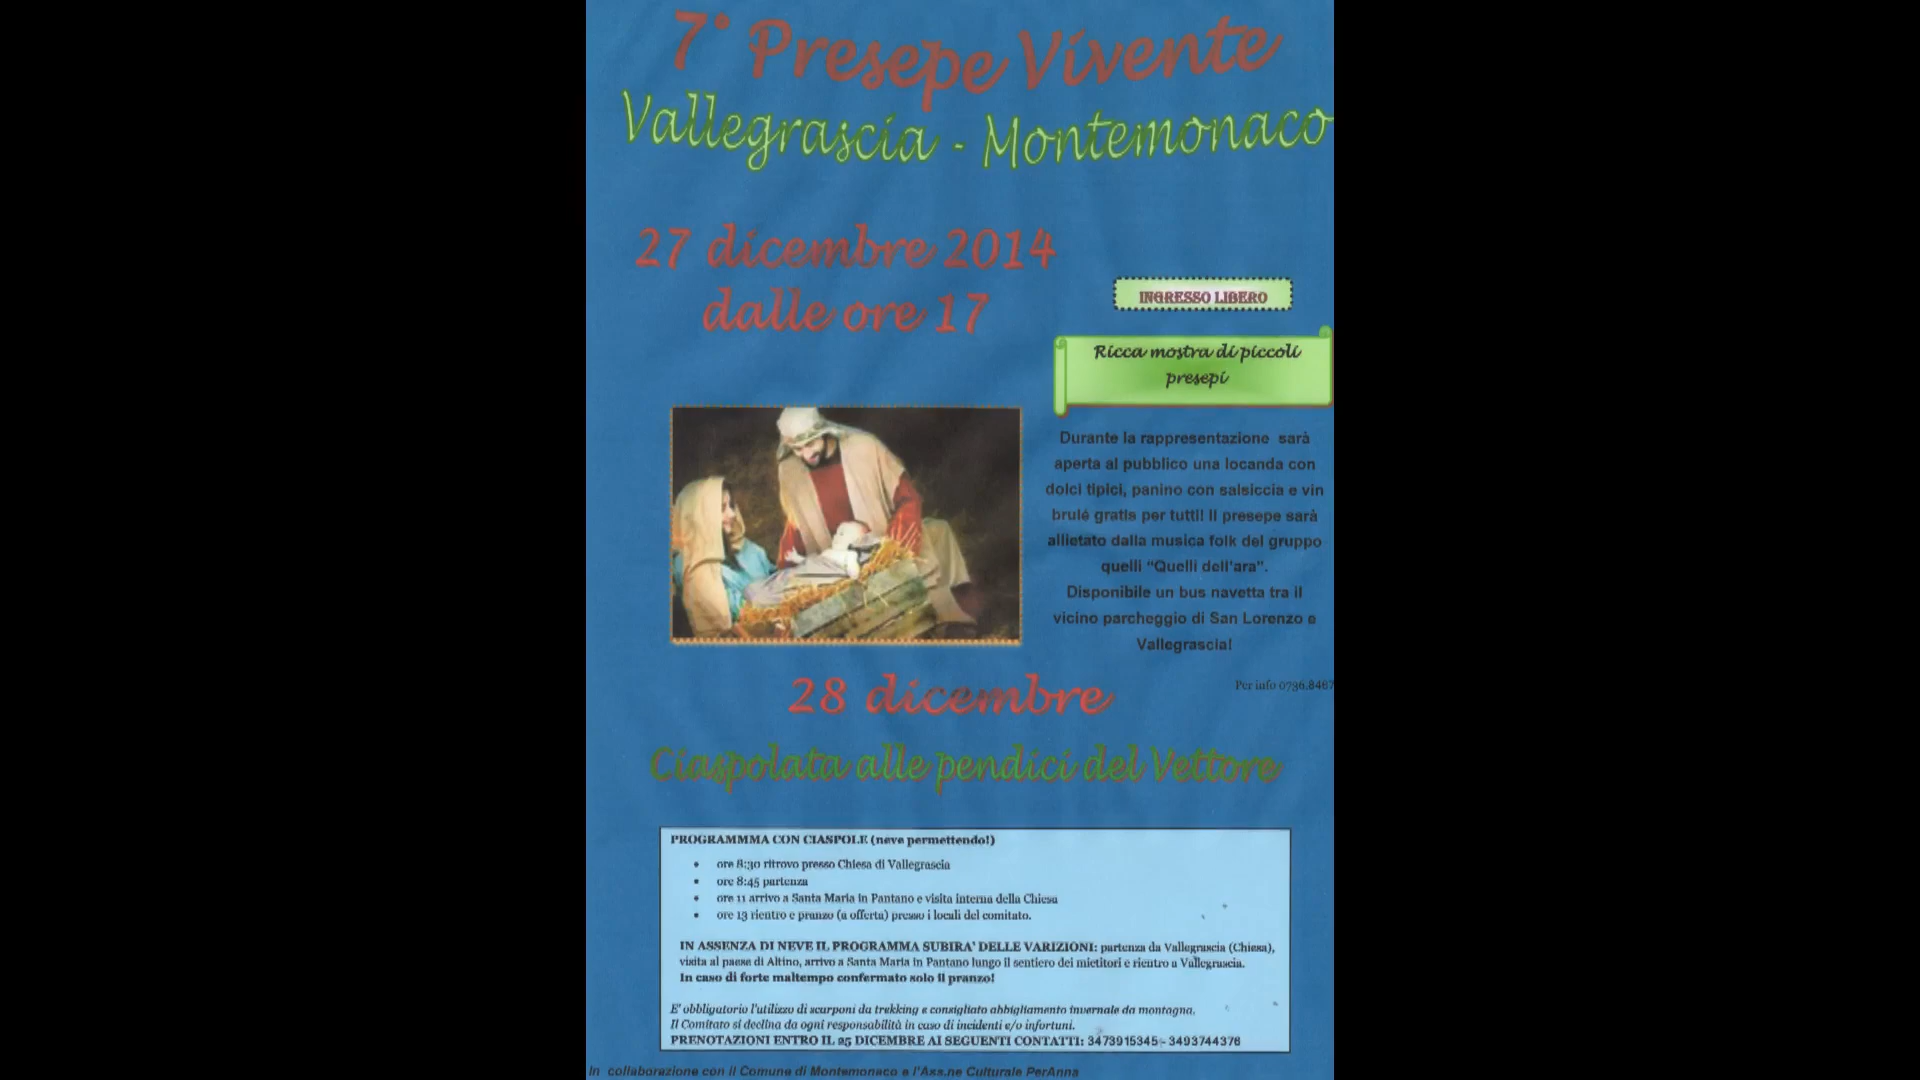 7° Presepe Vivente
Vallegrascia - Montemonaco
27 dicembre 2014
dalle ore 17
INGRESSO LIBERO
Ricca mostra di piccoli
presepi
Durante la rappresentazione sarà
aperta al pubblico una locanda con
dolci tipici, panino con salsiccia e vin
brulé gratis per tutti! Il presepe sarà
allietato dalla musica folk del gruppo
quelli "Quelli dell'ara".
Disponibile un bus navetta tra il
vicino parcheggio di San Lorenzo e
Vallegrascia!
Per info 0736.8467
28 dicembre
Ciaspolata alle pendici del Vettore
PROGRAMMMA CON CIASPOLE (neve permettendo!)
• ore 8:30 ritrovo presso Chiesa di Vallegrascia
• ore 8:45 partenza
• ore 11 arrivo a Santa Maria in Pantano e visita interna della Chiesa
• ore 13 rientro e pranzo (a offerta) presso i locali del comitato.
IN ASSENZA DI NEVE IL PROGRAMMA SUBIRA' DELLE VARIZIONI: partenza da Vallegrascia (Chiesa),
visita al paese di Altino, arrivo a Santa Maria in Pantano lungo il sentiero dei mietitori e rientro a Vallegrascia.
In caso di forte maltempo confermato solo il pranzo!
E' obbligatorio l'utilizzo di scarponi da trekking e consigliato abbigliamento invernale da montagna.
Il Comitato si declina da ogni responsabilità in caso di incidenti e/o infortuni.
PRENOTAZIONI ENTRO IL 25 DICEMBRE AI SEGUENTI CONTATTI: 3473915345 - 3493744376
In collaborazione con il Comune di Montemonaco e l'Ass.ne Culturale PerAnna